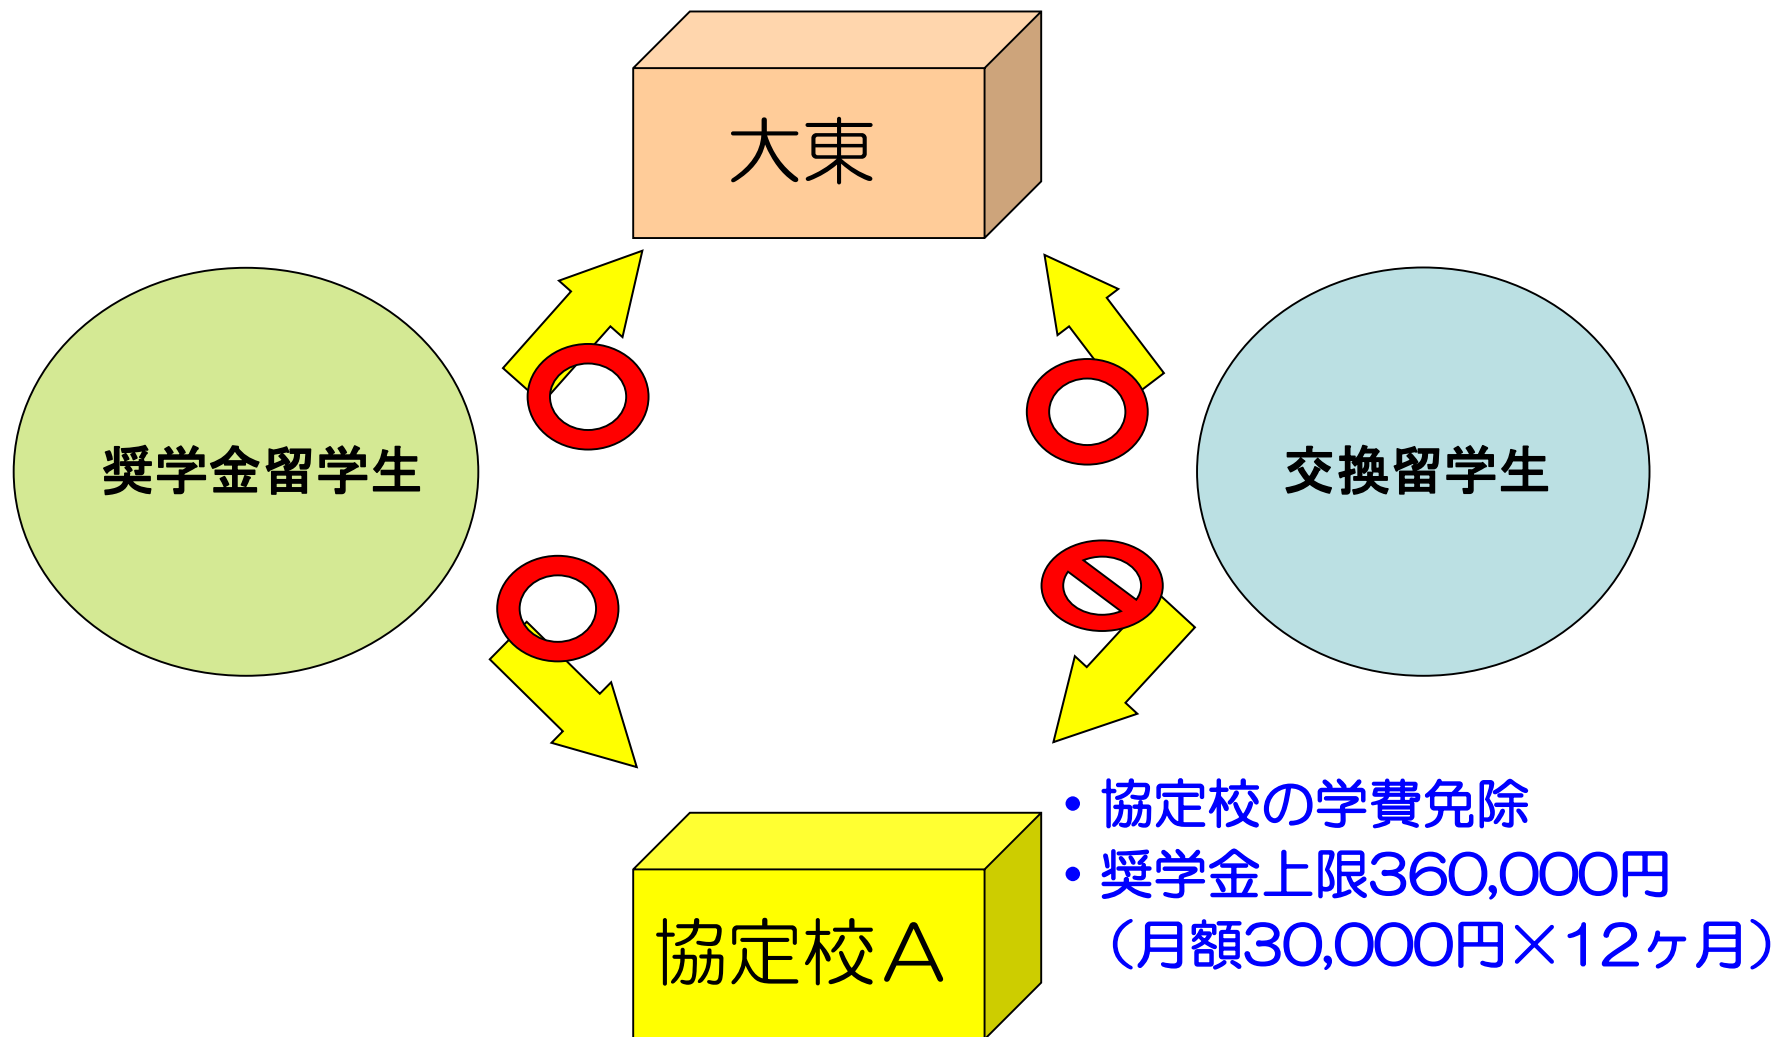 大東
奨学金留学生
交換留学生
・協定校の学費免除
・奨学金上限360,000円
（月額30,000円×12ヶ月）
協定校A